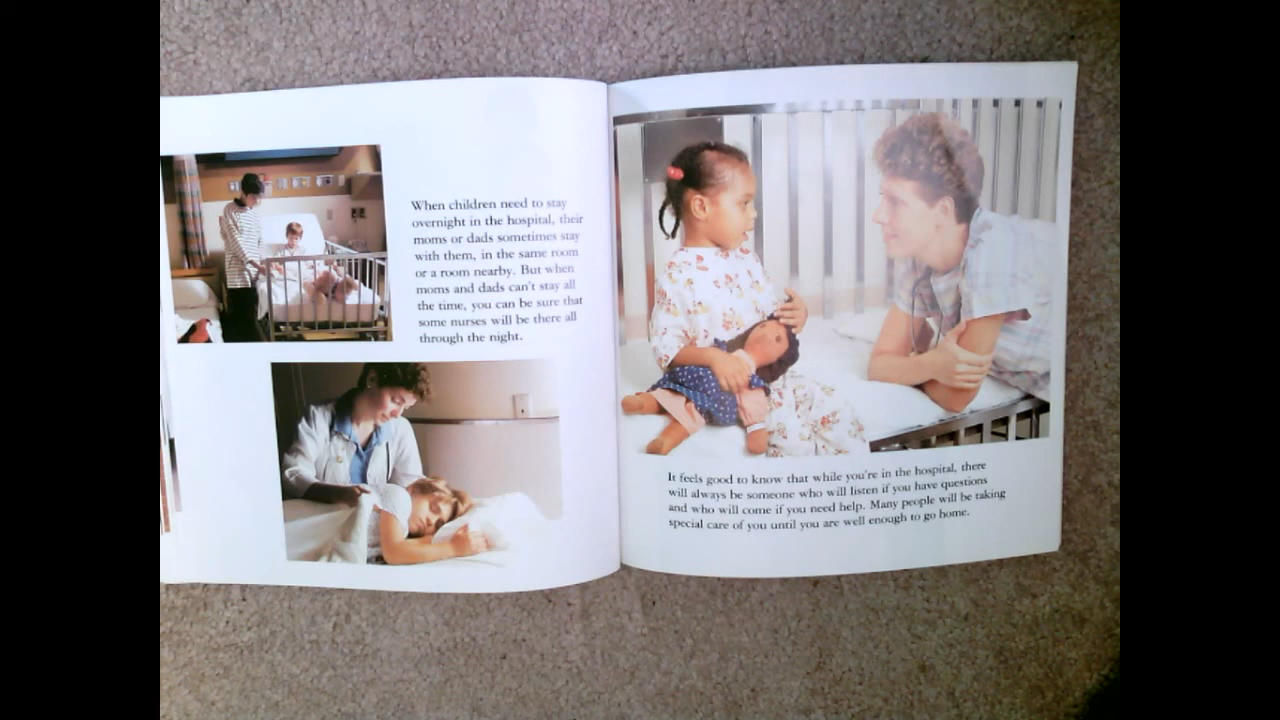 When children need to stay
overnight in the hospital, their
moms or dads sometimes stay
with them, in the same room
or a room nearby. But when
moms and dads can't stay all
the time, you can be sure that
some nurses will be there all
through the night.
It feels good to know that while you're in the hospital, there
will always be someone who will listen if you have questions
and who will come if you need help. Many people will be taking
special care of you until you are well enough to go home.